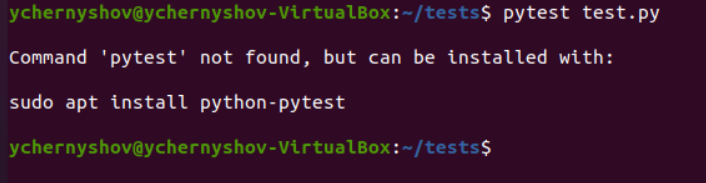 ychernyshov@ychernyshov-VirtualBox:~/tests$ pytest test.py
Command 'pytest' not found, but can be installed with:
sudo apt install python-pytest
ychernyshov@ychernyshov-VirtualBox:~/tests$